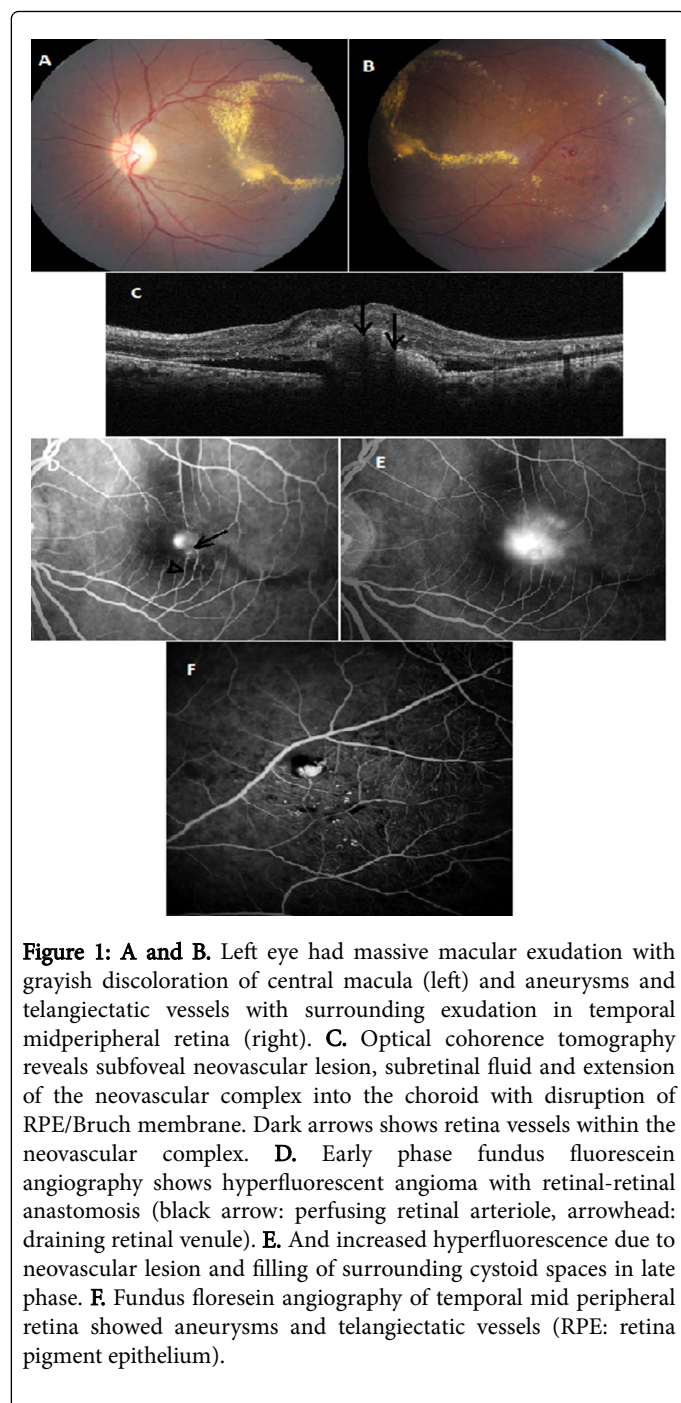 A
B
C
D
E
F
Figure 1: A and B. Left eye had massive macular exudation with
grayish discoloration of central macula (left) and aneurysms and
telangiectatic vessels with surrounding exudation in temporal
midperipheral retina (right). C. Optical cohorence tomography
reveals subfoveal neovascular lesion, subretinal fluid and extension
of the neovascular complex into the choroid with disruption of
RPE/Bruch membrane. Dark arrows shows retina vessels within the
neovascular complex. D. Early phase fundus fluorescein
angiography shows hyperfluorescent angioma with retinal-retinal
anastomosis (black arrow: perfusing retinal arteriole, arrowhead:
draining retinal venule). E. And increased hyperfluorescence due to
neovascular lesion and filling of surrounding cystoid spaces in late
phase. F. Fundus floresein angiography of temporal mid peripheral
retina showed aneurysms and telangiectatic vessels (RPE: retina
pigment epithelium).